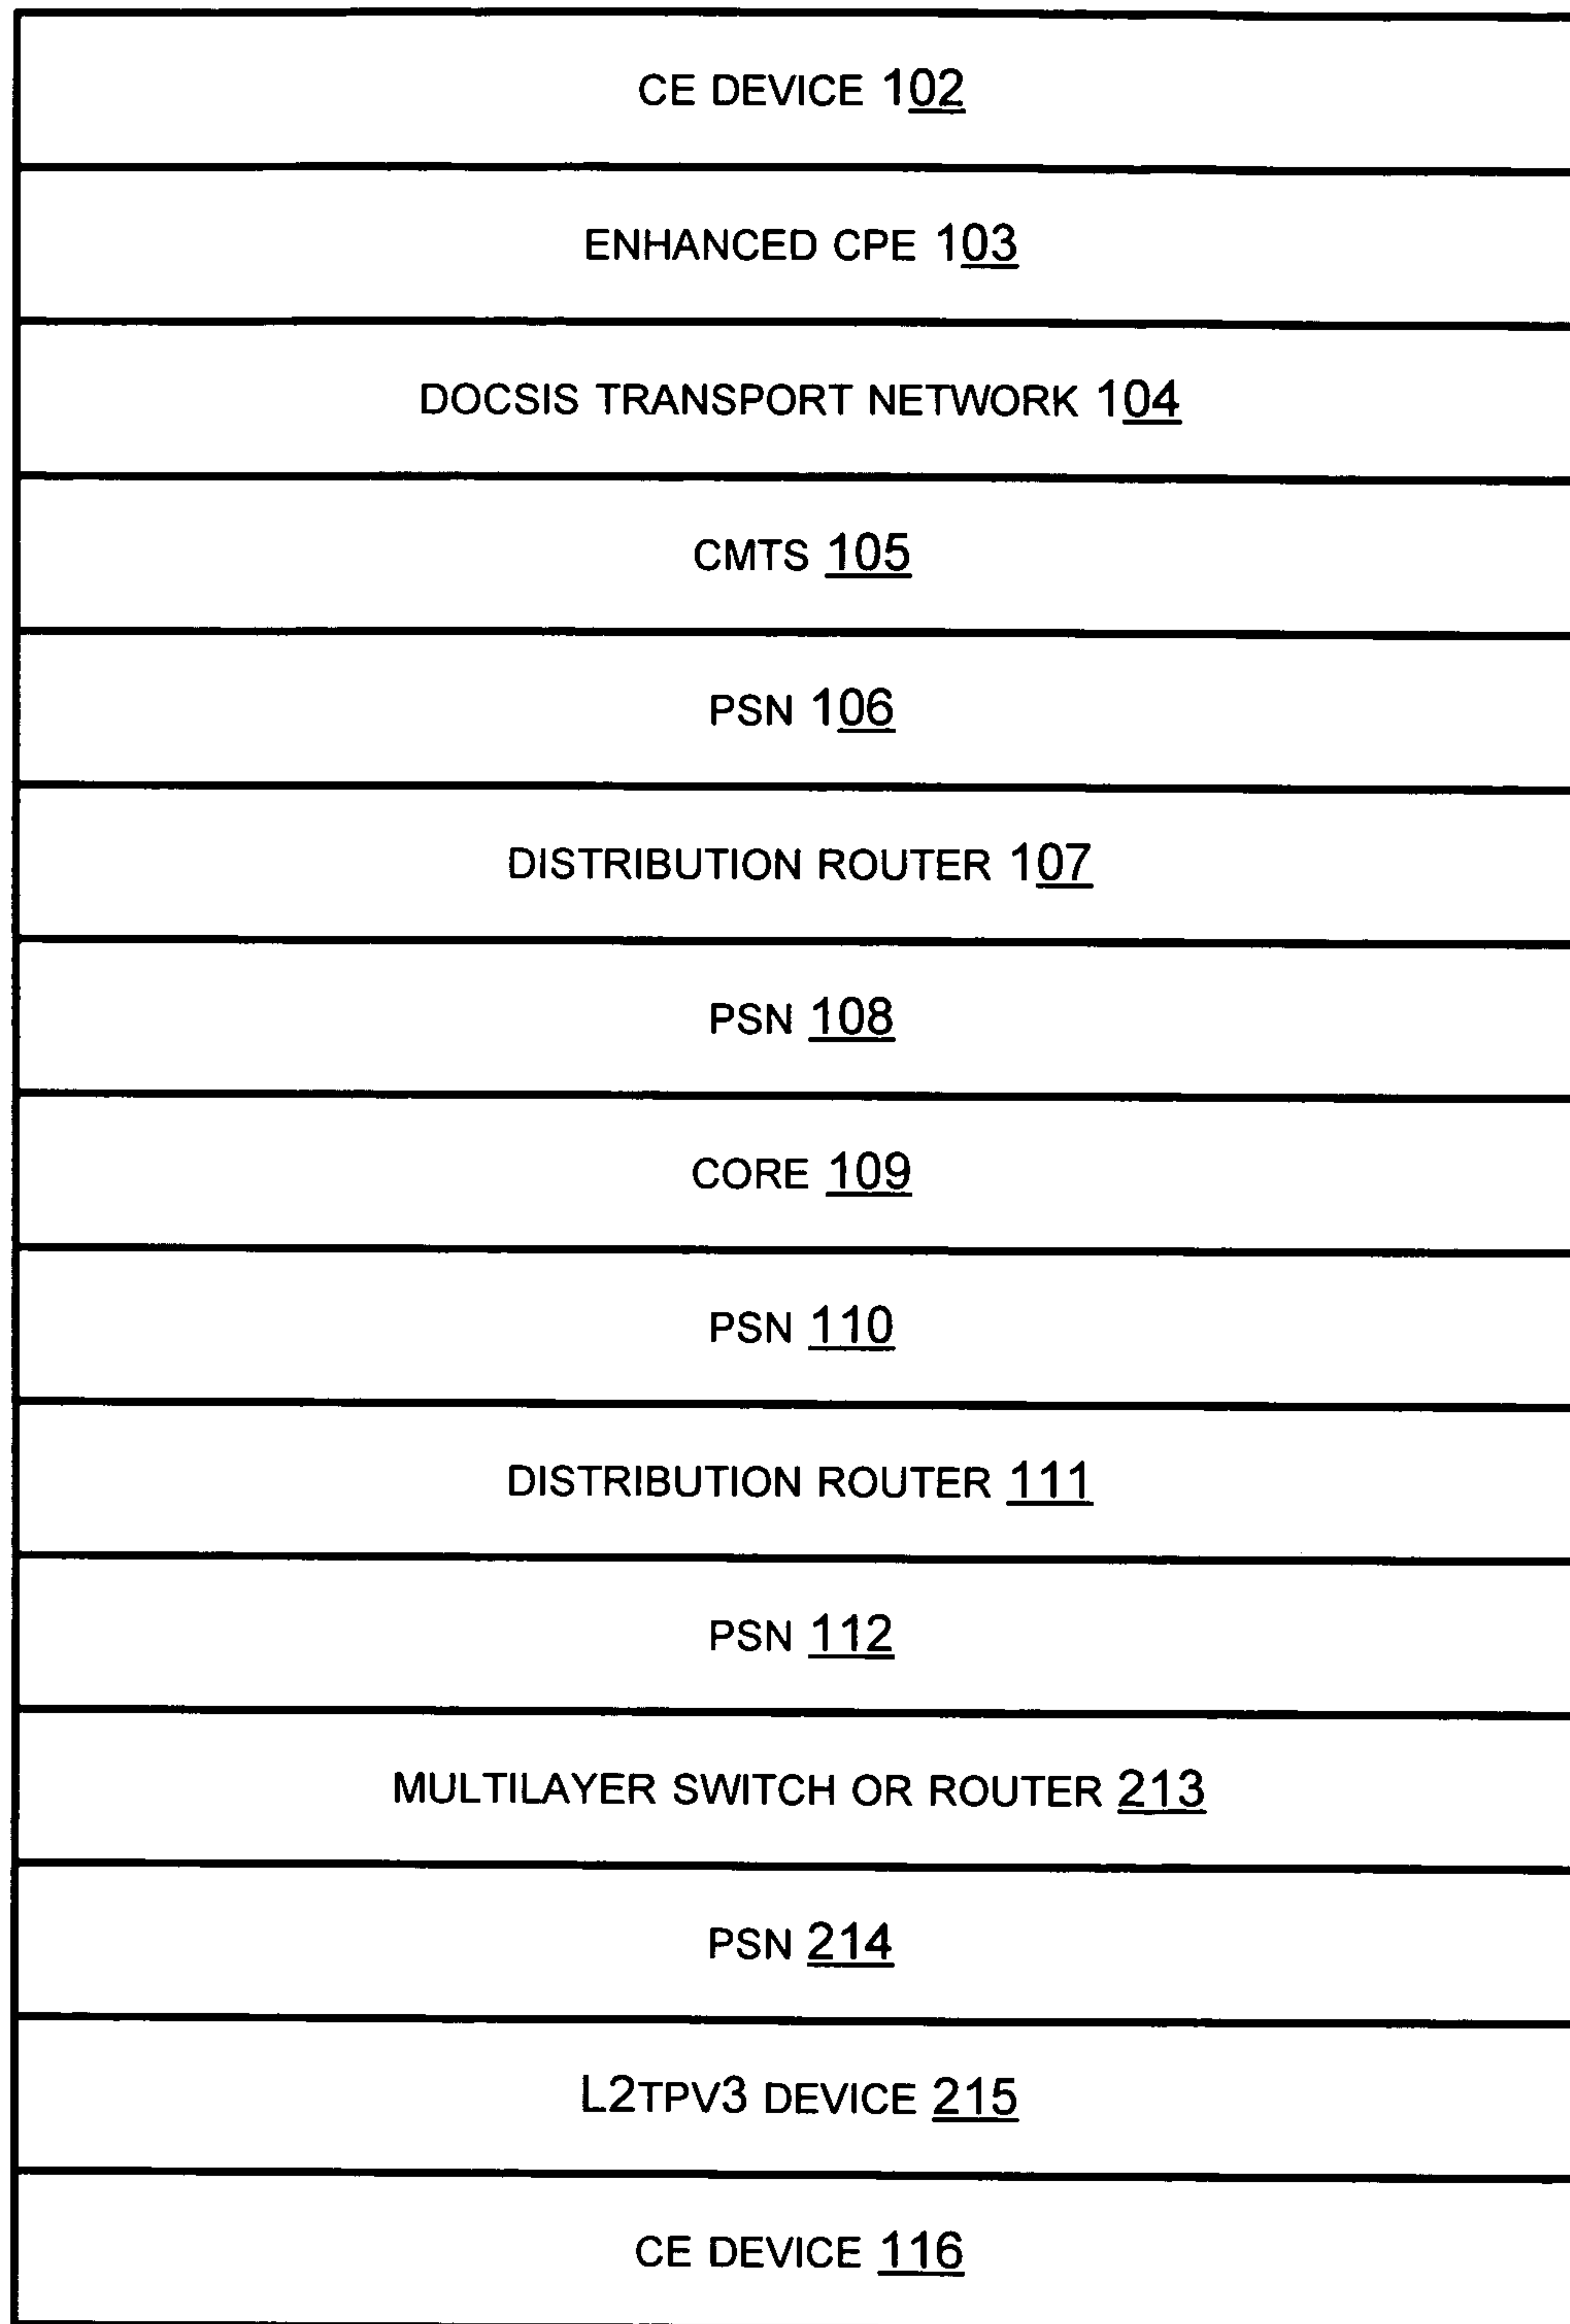 CE DEVICE 102
ENHANCED CPE 103
DOCSIS TRANSPORT NETWORK 104
CMTS 105
PSN 106
DISTRIBUTION ROUTER 107
PSN 108
CORE 109
PSN 110
DISTRIBUTION ROUTER 111
PSN 112
MULTILAYER SWITCH OR ROUTER 213
PSN 214
L2TPV3 DEVICE 215
CE DEVICE 116